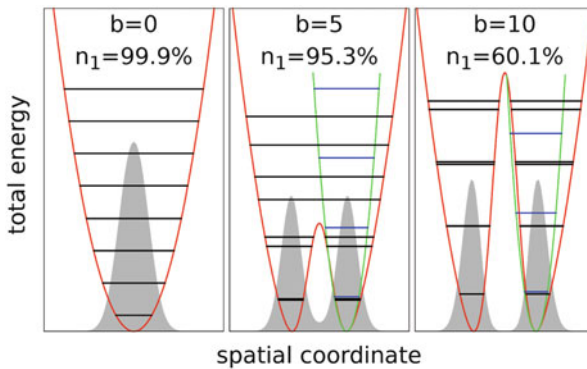 b=0
n₁=99.9%
b=5
n₁=95.3%
b=10
n₁=60.1%
total energy
spatial coordinate